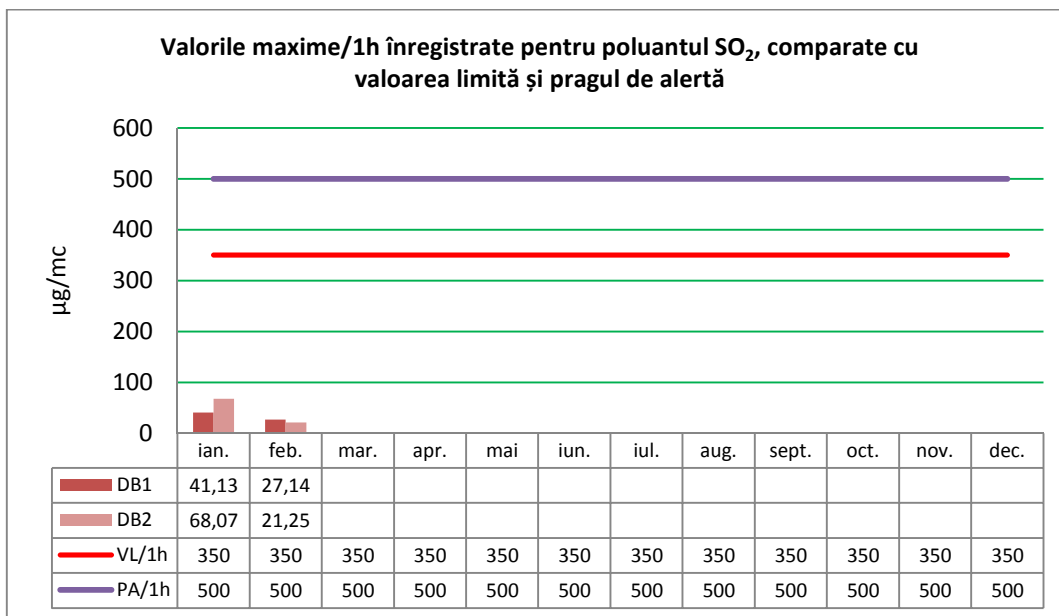 Valorile maxime/1h înregistrate pentru poluantul SO₂, comparate cu
valoarea limită și pragul de alertă
µg/mc
600
500
400
300
200
100
0
ian. feb. mar. apr. mai iun. iul. aug. sept. oct. nov. dec.
DB1 41,13 27,14
DB2 68,07 21,25
VL/1h 350 350 350 350 350 350 350 350 350 350 350 350
PA/1h 500 500 500 500 500 500 500 500 500 500 500 500